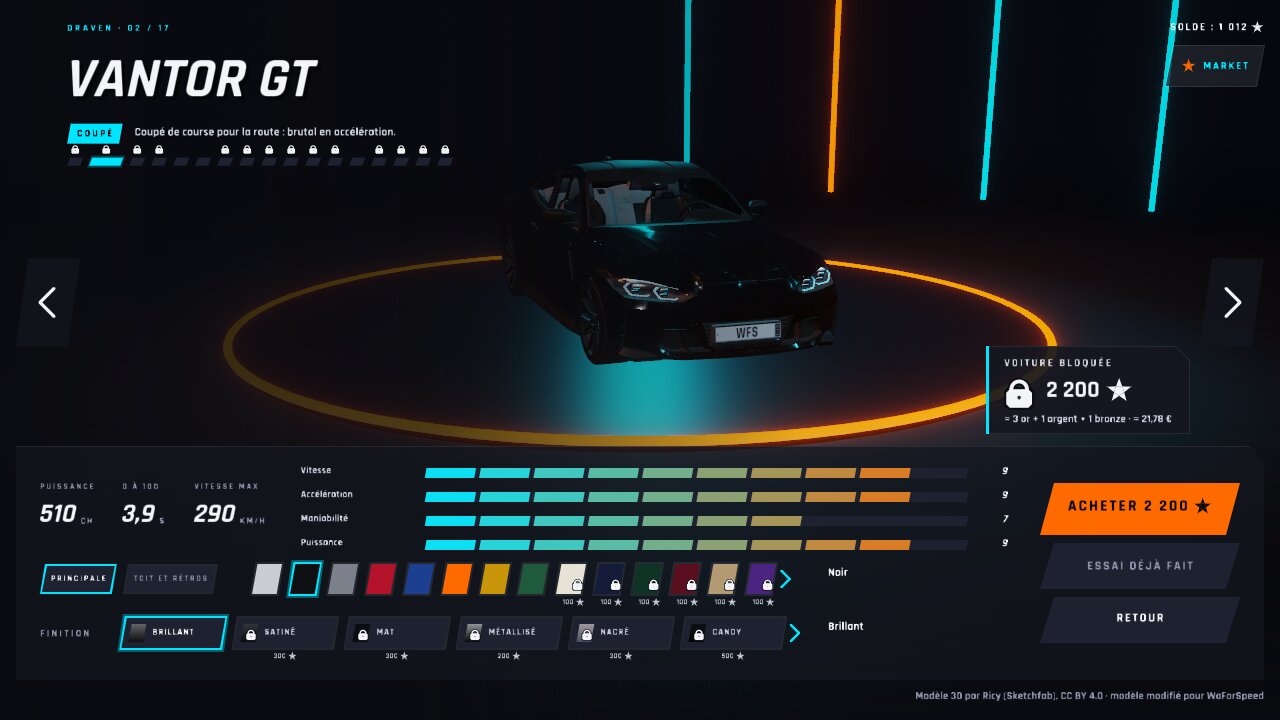 DRAVEN · 02 / 17
SOLDE : 1 012 ★
★ MARKET
VANTOR GT
COUPÉ Coupé de course pour la route : brutal en accélération.
WFS
VOITURE BLOQUÉE
2 200 ★
≈ 3 or + 1 argent + 1 bronze · ≈ 21,78 €
PUISSANCE 0 À 100 VITESSE MAX
510 CH 3,9 S 290 KM/H
Vitesse 9
Accélération 9
Maniabilité 7
Puissance 9
ACHETER 2 200 ★
ESSAI DÉJÀ FAIT
RETOUR
PRINCIPALE TOIT ET RÉTROS Noir
100 ★ 100 ★ 100 ★ 100 ★ 100 ★ 100 ★
FINITION BRILLANT SATINÉ MAT MÉTALLISÉ NACRÉ CANDY Brillant
300 ★ 300 ★ 200 ★ 300 ★ 500 ★
Modèle 3D par Ricy (Sketchfab), CC BY 4.0 · modèle modifié pour WaForSpeed